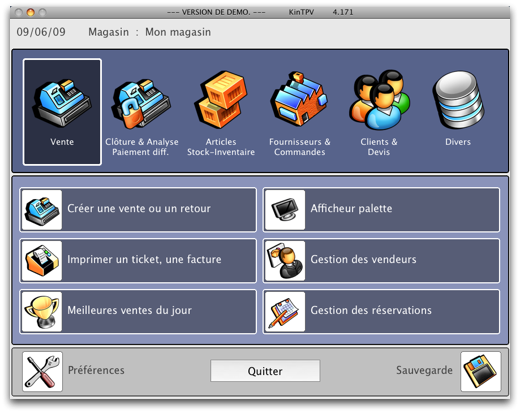 --- VERSION DE DEMO. --- KinTPV 4.171
09/06/09 Magasin : Mon magasin
Vente
Clôture & Analyse
Paiement diff.
Articles
Stock-Inventaire
Fournisseurs &
Commandes
Clients &
Devis
Divers
Créer une vente ou un retour
Afficheur palette
Imprimer un ticket, une facture
Gestion des vendeurs
Meilleures ventes du jour
Gestion des réservations
Préférences
Quitter
Sauvegarde